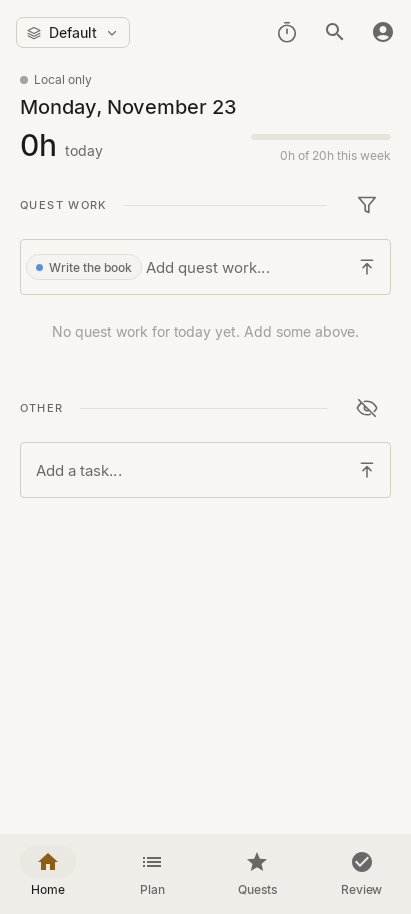 Default
Local only
Monday, November 23
0h today
0h of 20h this week
QUEST WORK
Write the book Add quest work...
No quest work for today yet. Add some above.
OTHER
Add a task...
Home Plan Quests Review